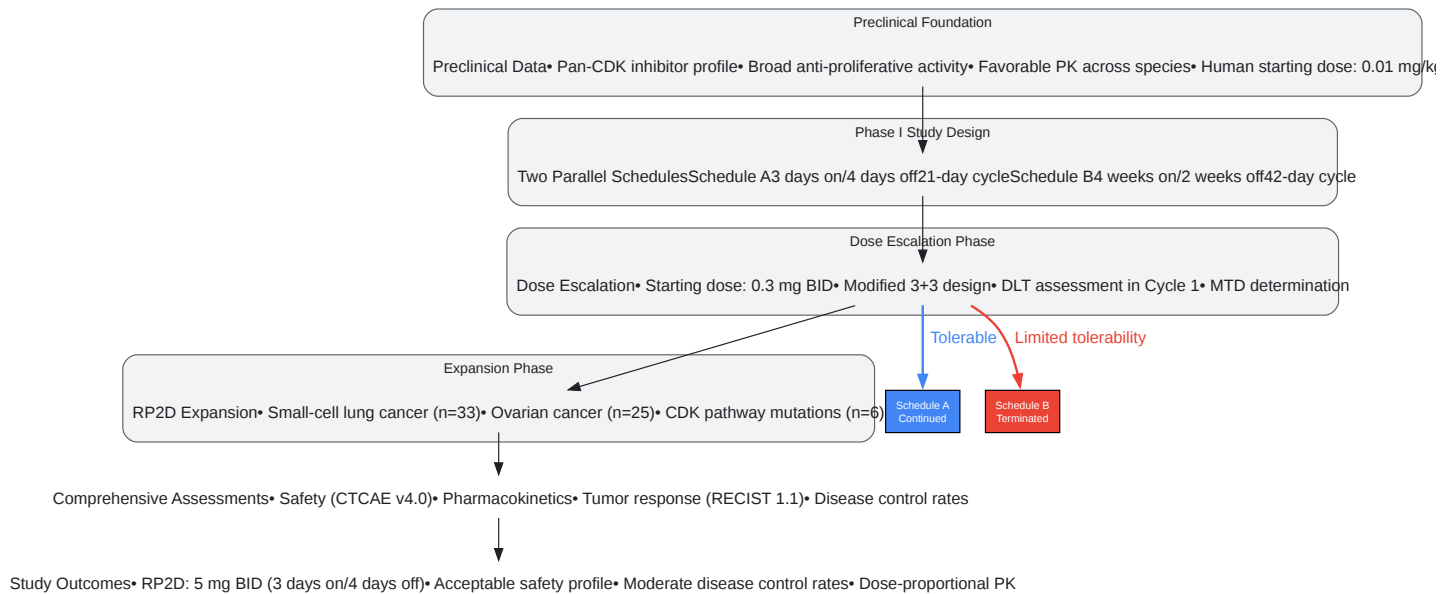 Preclinical Foundation
Preclinical Data• Pan-CDK inhibitor profile• Broad anti-proliferative activity• Favorable PK across species• Human starting dose: 0.01 mg/kg
Phase I Study Design
Two Parallel SchedulesSchedule A3 days on/4 days off21-day cycleSchedule B4 weeks on/2 weeks off42-day cycle
Dose Escalation Phase
Dose Escalation• Starting dose: 0.3 mg BID• Modified 3+3 design• DLT assessment in Cycle 1• MTD determination
Tolerable
Limited tolerability
Expansion Phase
RP2D Expansion• Small-cell lung cancer (n=33)• Ovarian cancer (n=25)• CDK pathway mutations (n=6)
Schedule A
Continued
Schedule B
Terminated
Comprehensive Assessments• Safety (CTCAE v4.0)• Pharmacokinetics• Tumor response (RECIST 1.1)• Disease control rates
Study Outcomes• RP2D: 5 mg BID (3 days on/4 days off)• Acceptable safety profile• Moderate disease control rates• Dose-proportional PK